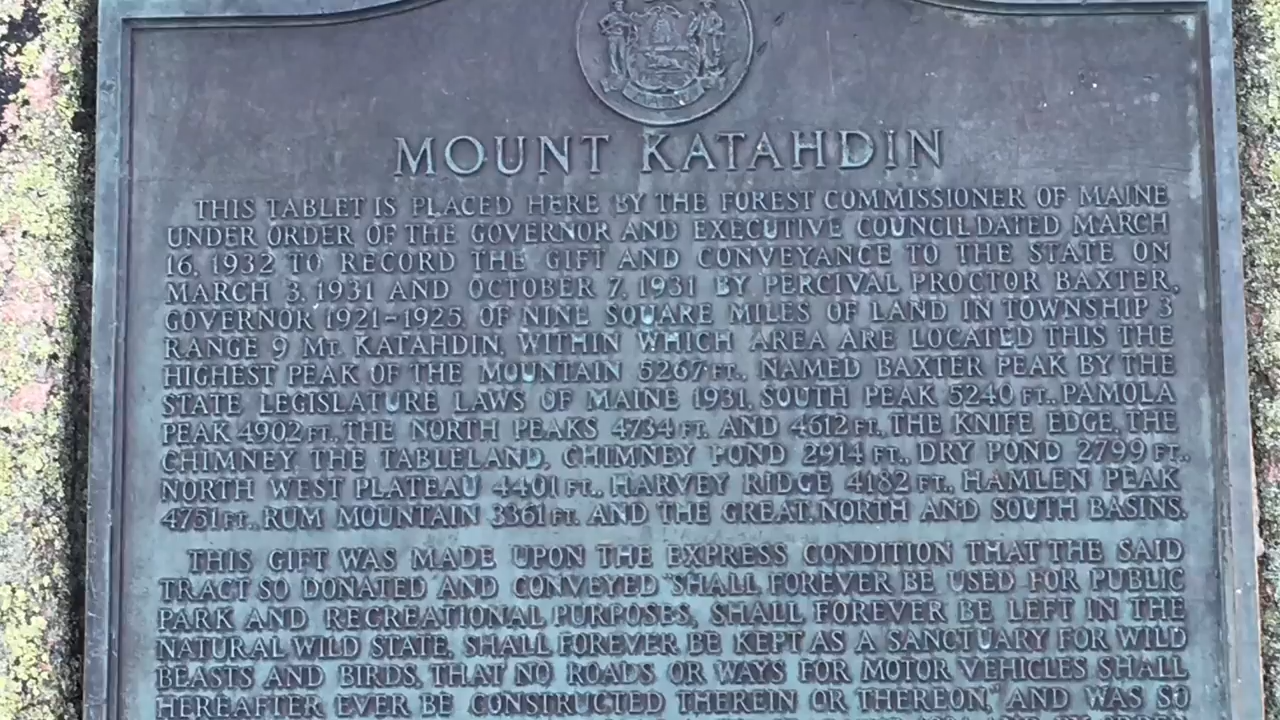 MAINE
MOUNT KATAHDIN
THIS TABLET IS PLACED HERE BY THE FOREST COMMISSIONER OF MAINE
UNDER ORDER OF THE GOVERNOR AND EXECUTIVE COUNCIL DATED MARCH
16, 1932 TO RECORD THE GIFT AND CONVEYANCE TO THE STATE ON
MARCH 3, 1931 AND OCTOBER 7, 1931 BY PERCIVAL PROCTOR BAXTER,
GOVERNOR 1921-1925, OF NINE SQUARE MILES OF LAND IN TOWNSHIP 3
RANGE 9 MT. KATAHDIN, WITHIN WHICH AREA ARE LOCATED THIS THE
HIGHEST PEAK OF THE MOUNTAIN 5267 FT., NAMED BAXTER PEAK BY THE
STATE LEGISLATURE LAWS OF MAINE 1931, SOUTH PEAK 5240 FT., PAMOLA
PEAK 4902 FT., THE NORTH PEAKS 4734 FT. AND 4612 FT., THE KNIFE EDGE, THE
CHIMNEY, THE TABLELAND, CHIMNEY POND 2914 FT., DRY POND 2799 FT.,
NORTH WEST PLATEAU 4401 FT., HARVEY RIDGE 4182 FT., HAMLEN PEAK
4751 FT., RUM MOUNTAIN 3361 FT. AND THE GREAT, NORTH AND SOUTH BASINS.
THIS GIFT WAS MADE UPON THE EXPRESS CONDITION THAT THE SAID
TRACT SO DONATED AND CONVEYED "SHALL FOREVER BE USED FOR PUBLIC
PARK AND RECREATIONAL PURPOSES, SHALL FOREVER BE LEFT IN THE
NATURAL WILD STATE, SHALL FOREVER BE KEPT AS A SANCTUARY FOR WILD
BEASTS AND BIRDS, THAT NO ROADS OR WAYS FOR MOTOR VEHICLES SHALL
HEREAFTER EVER BE CONSTRUCTED THEREIN OR THEREON," AND WAS SO